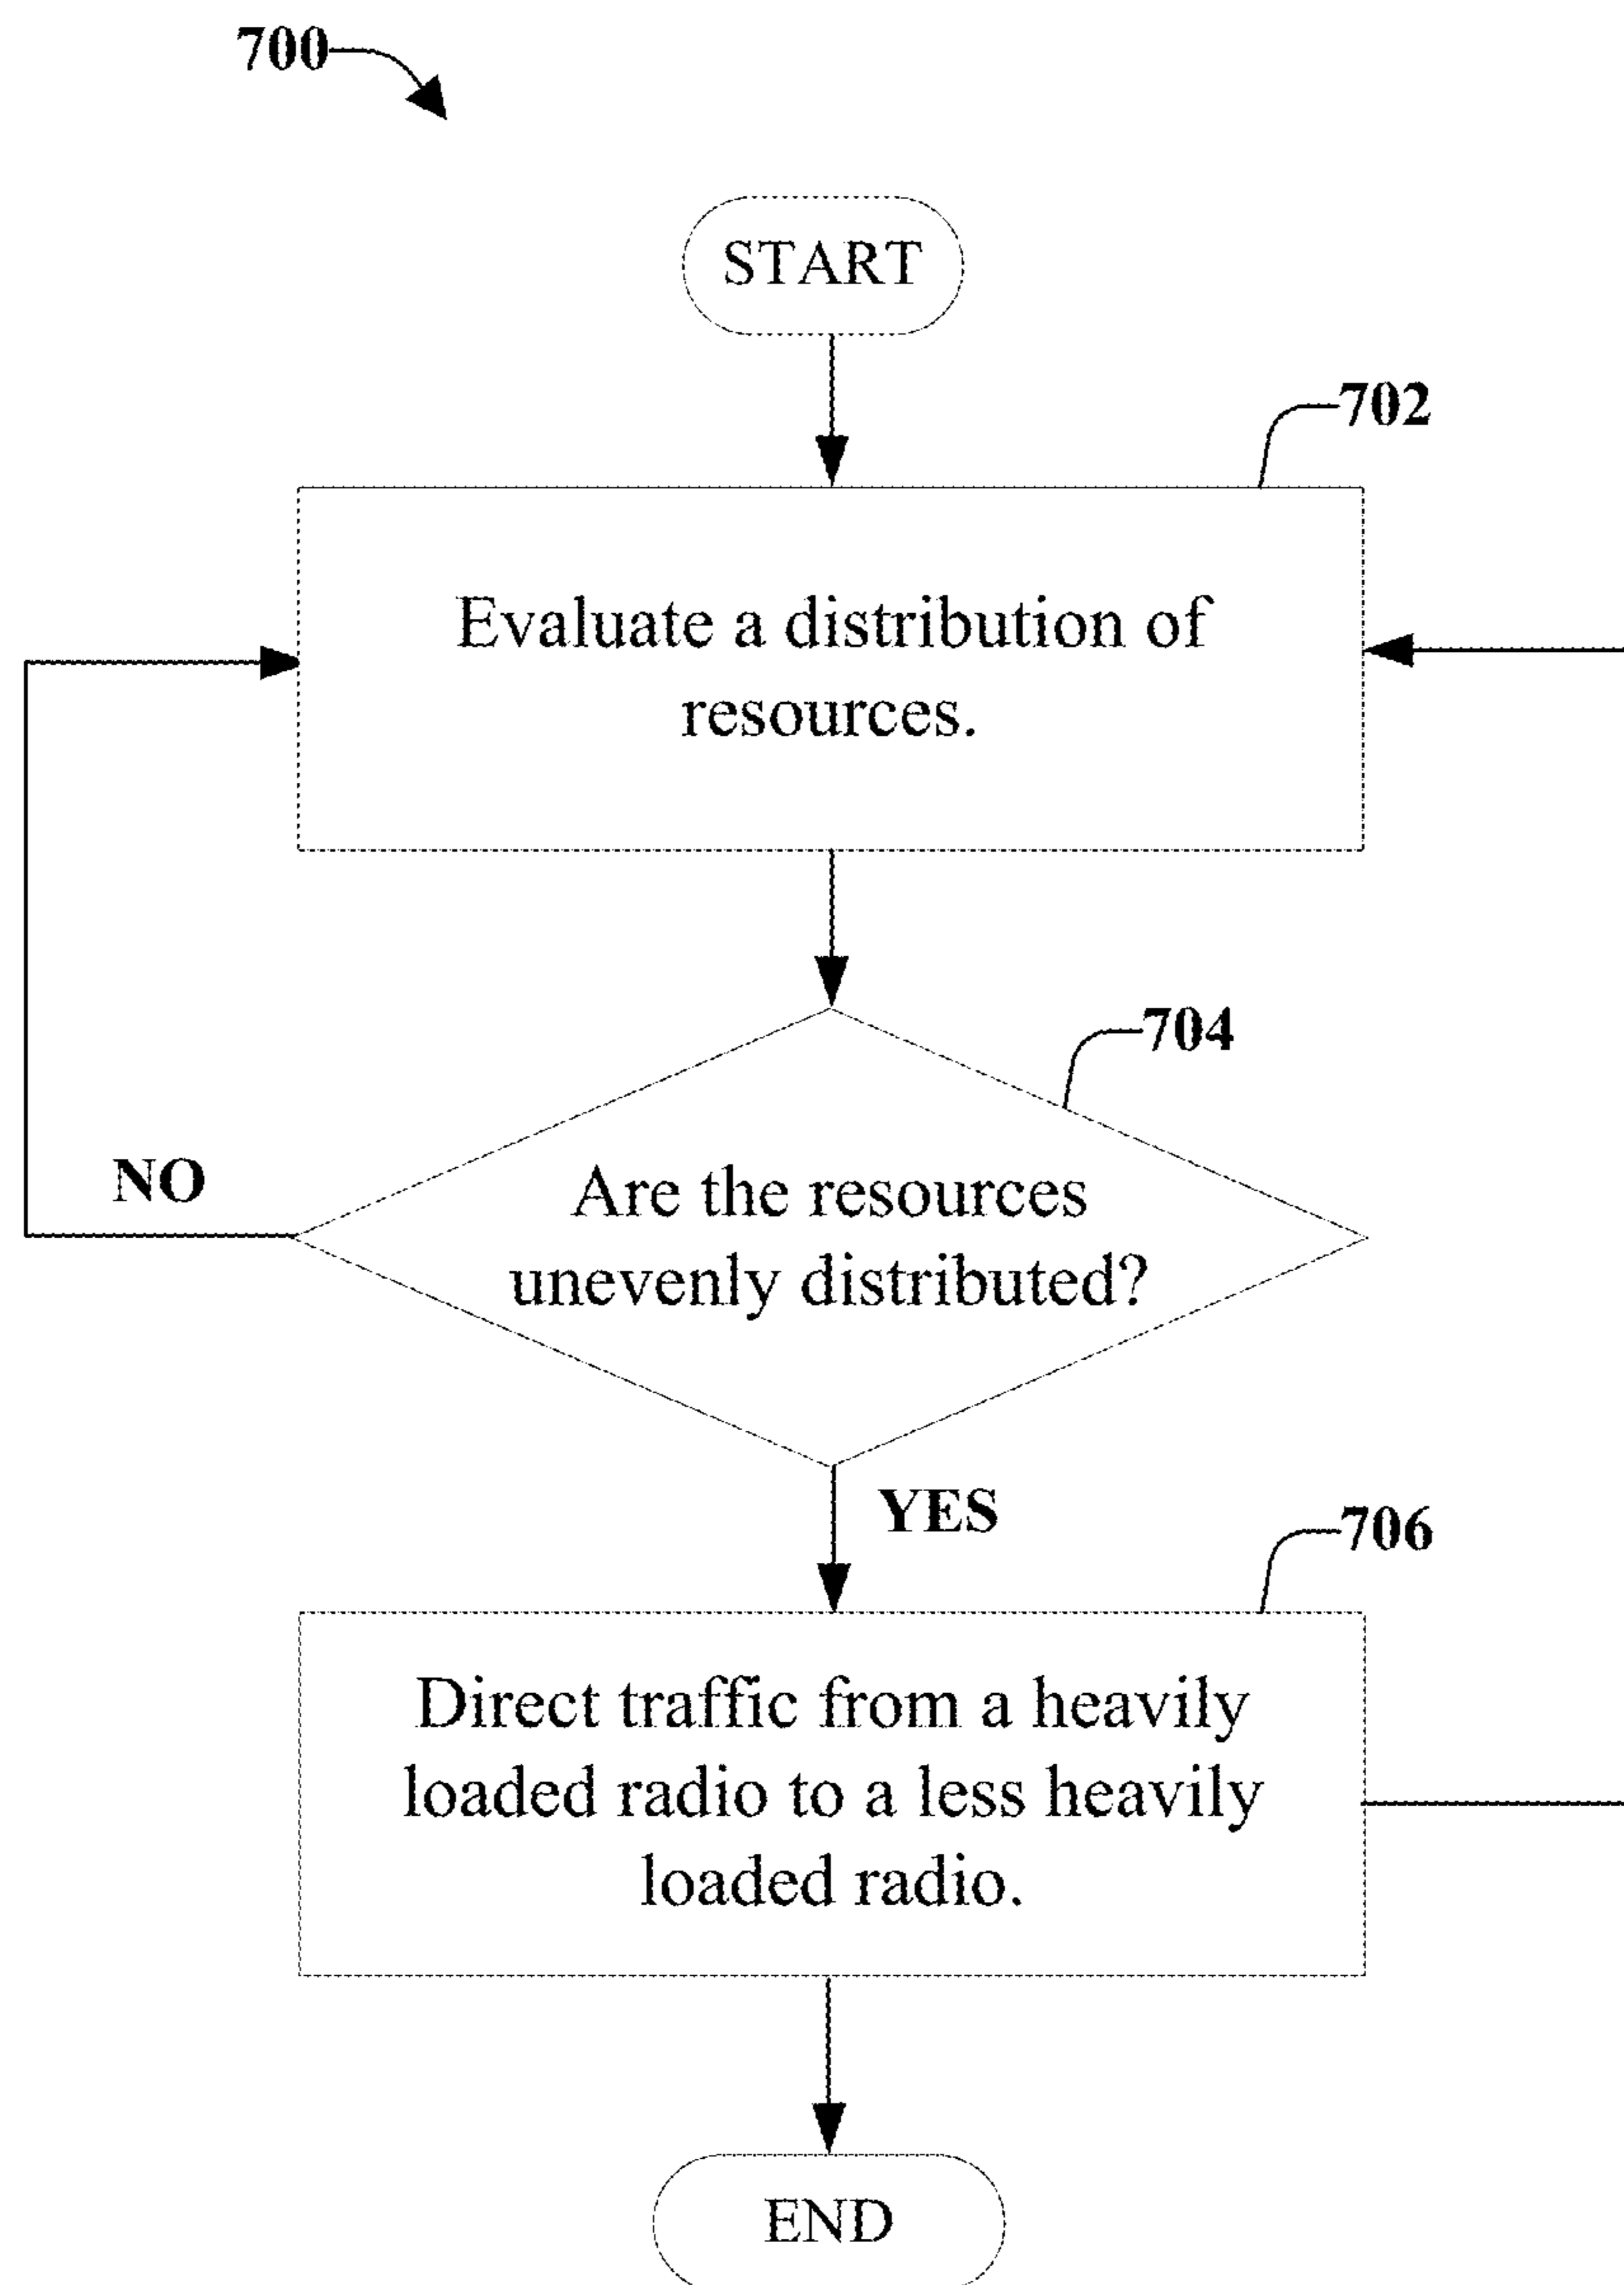 700
START
702
Evaluate a distribution of
resources.
704
NO
Are the resources
unevenly distributed?
YES
706
Direct traffic from a heavily
loaded radio to a less heavily
loaded radio.
END